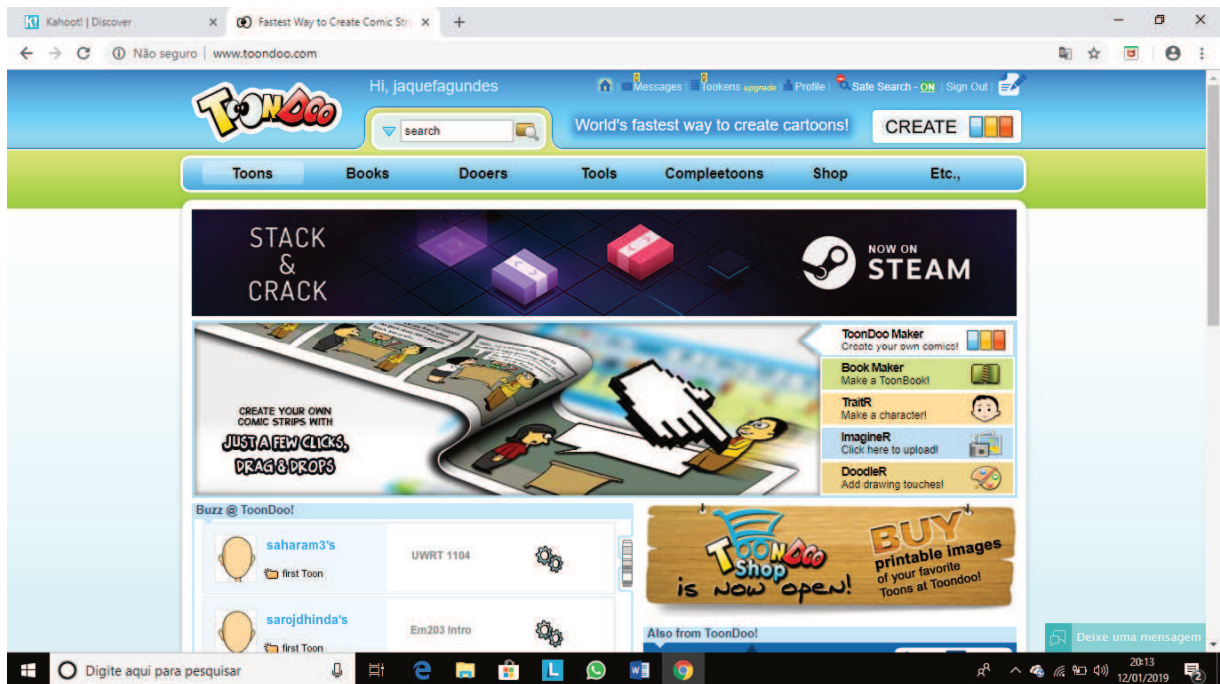 Kahoot! | Discover
Fastest Way to Create Comic Stri
Não seguro | www.toondoo.com
TOONDOO
Hi, jaquefagundes
0 Messages
0 Tookens upgrade
Profile
Safe Search - ON
Sign Out
search
World's fastest way to create cartoons!
CREATE
Toons Books Dooers Tools Compleetoons Shop Etc.,
STACK
&
CRACK
NOW ON
STEAM
CREATE YOUR OWN
COMIC STRIPS WITH
JUST A FEW CLICKS,
DRAG & DROPS
ToonDoo Maker
Create your own comics!
Book Maker
Make a ToonBook!
TraitR
Make a character!
ImagineR
Click here to upload!
DoodleR
Add drawing touches!
Buzz @ ToonDoo!
saharam3's
first Toon
UWRT 1104
sarojdhinda's
first Toon
Em203 Intro
TOONDOO
Shop
is NOW open!
BUY
printable images
of your favorite
Toons at Toondoo!
Also from ToonDoo!
Deixe uma mensagem
Digite aqui para pesquisar
20:13
12/01/2019
2